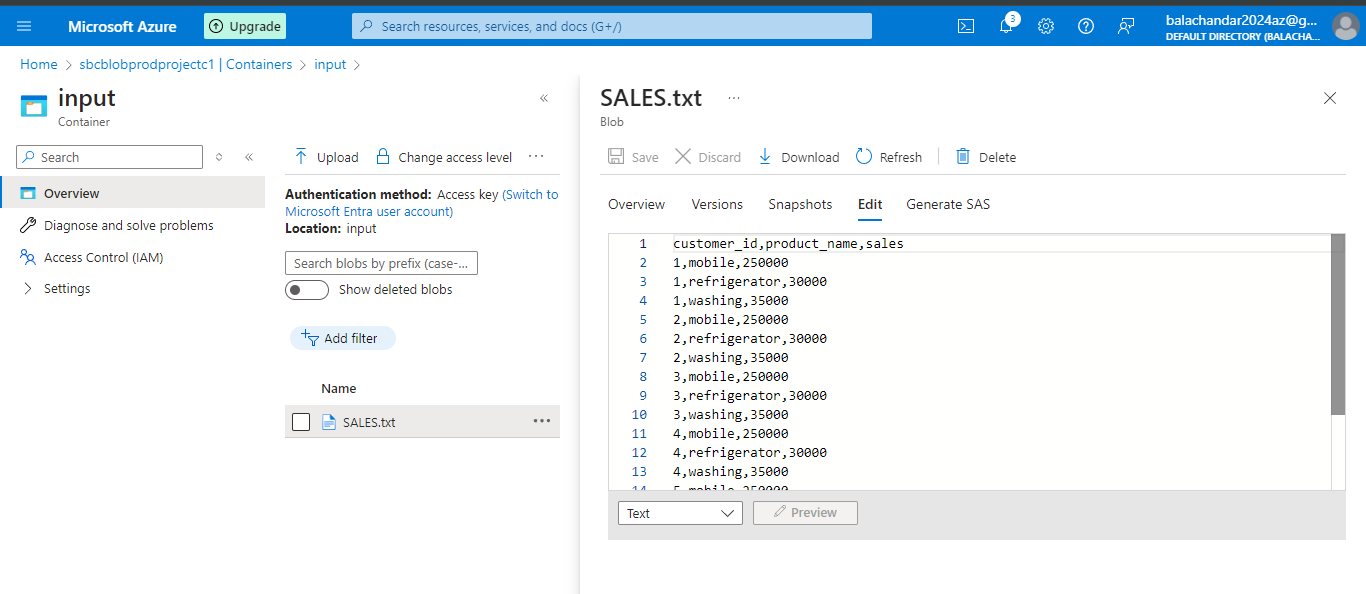 Microsoft Azure
Upgrade
Search resources, services, and docs (G+/)
3
balachandar2024az@g...
DEFAULT DIRECTORY (BALACHA...
Home > sbcblobprodprojectc1 | Containers > input >
input
Container
Search
Overview
Diagnose and solve problems
Access Control (IAM)
Settings
Upload
Change access level
Authentication method: Access key (Switch to
Microsoft Entra user account)
Location: input
Search blobs by prefix (case-...
Show deleted blobs
Add filter
Name
SALES.txt
SALES.txt
Blob
Save
Discard
Download
Refresh
Delete
Overview
Versions
Snapshots
Edit
Generate SAS
1 customer_id,product_name,sales
2 1,mobile,250000
3 1,refrigerator,30000
4 1,washing,35000
5 2,mobile,250000
6 2,refrigerator,30000
7 2,washing,35000
8 3,mobile,250000
9 3,refrigerator,30000
10 3,washing,35000
11 4,mobile,250000
12 4,refrigerator,30000
13 4,washing,35000
14 5,mobile,250000
Text
Preview